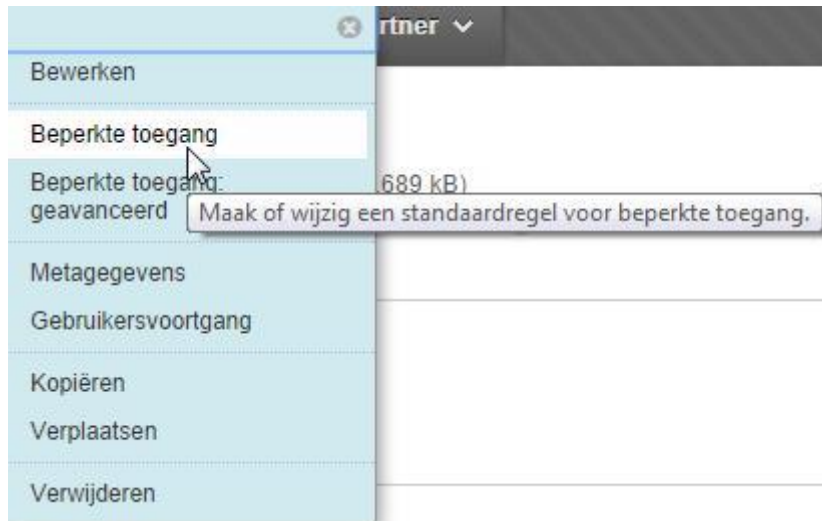 rtner
Bewerken
Beperkte toegang
Beperkte toegang:
geavanceerd
689 kB)
Maak of wijzig een standaardregel voor beperkte toegang.
Metagegevens
Gebruikersvoortgang
Kopiëren
Verplaatsen
Verwijderen